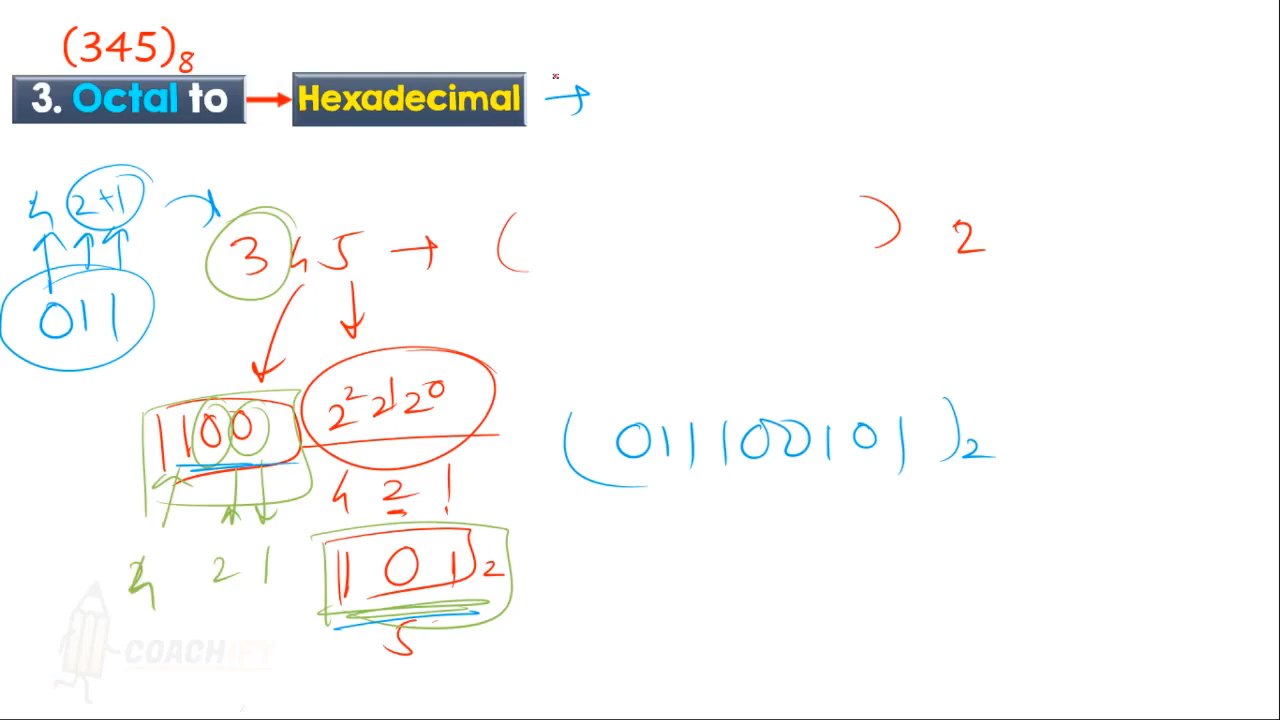 (345)8
3. Octal to → Hexadecimal →
4 2+1
345 → ( ) 2
011
100 2² 2¹ 2⁰
(011100101)2
4 2 1
4 2 1
101 2
5
COACHIFY